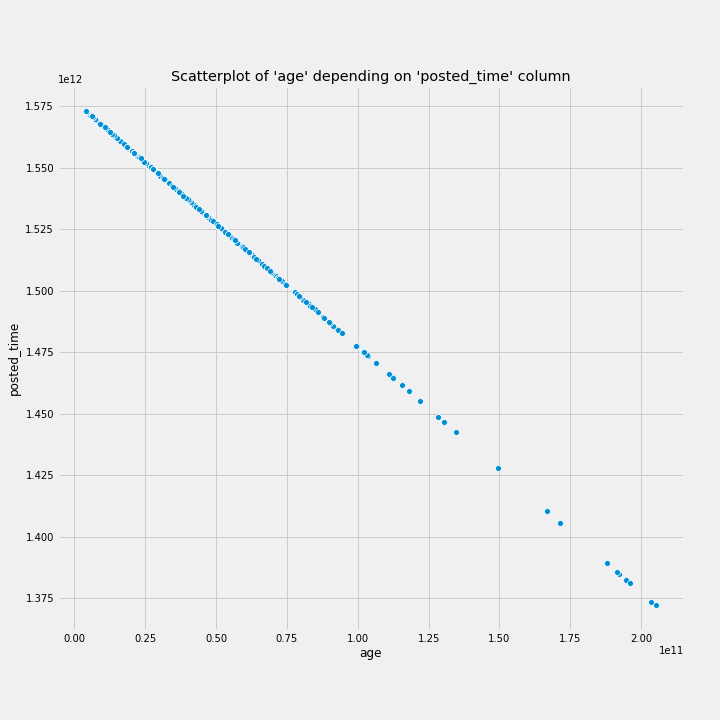 Scatterplot of 'age' depending on 'posted_time' column
1e12
1.575
1.550
1.525
1.500
1.475
1.450
1.425
1.400
1.375
posted_time
0.00 0.25 0.50 0.75 1.00 1.25 1.50 1.75 2.00
1e11
age